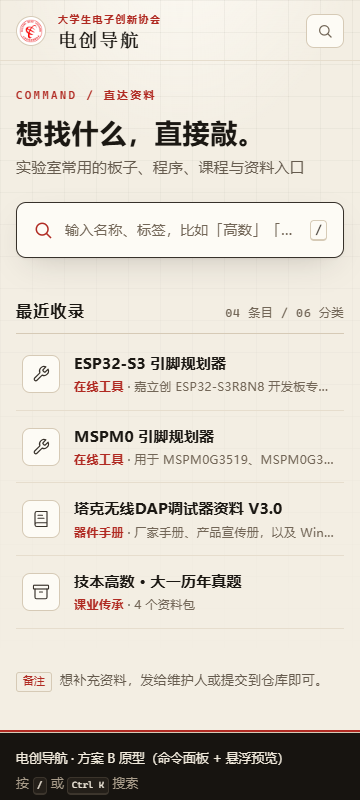 大学生电子创新协会
电创导航
COMMAND / 直达资料
想找什么，直接敲。
实验室常用的板子、程序、课程与资料入口
输入名称、标签，比如「高数」「... /
最近收录 04 条目 / 06 分类
ESP32-S3 引脚规划器
在线工具 · 嘉立创 ESP32-S3R8N8 开发板专...
MSPM0 引脚规划器
在线工具 · 用于 MSPM0G3519、MSPM0G3...
塔克无线DAP调试器资料 V3.0
器件手册 · 厂家手册、产品宣传册，以及 Win...
技本高数 • 大一历年真题
课业传承 · 4 个资料包
备注 想补充资料，发给维护人或提交到仓库即可。
电创导航 · 方案 B 原型（命令面板 + 悬浮预览）
按 / 或 Ctrl K 搜索